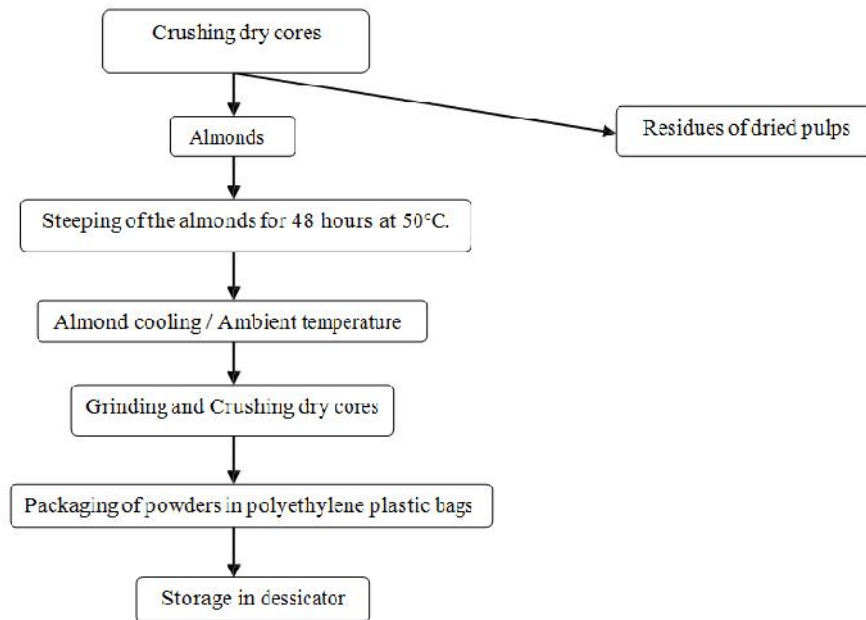 Crushing dry cores
Residues of dried pulps
Almonds
Steeping of the almonds for 48 hours at 50°C.
Almond cooling / Ambient temperature
Grinding and Crushing dry cores
Packaging of powders in polyethylene plastic bags
Storage in dessicator